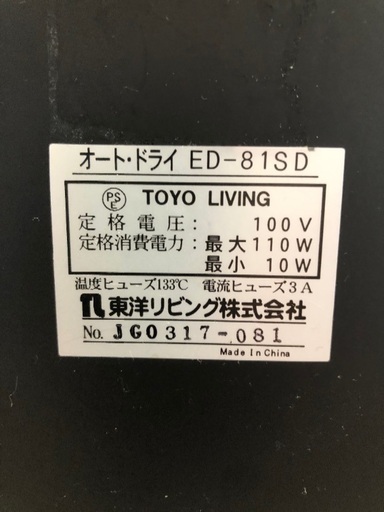 オート・ドライ ED-81SD
PSE TOYO LIVING
定格電圧: 100V
定格消費電力: 最大110W
最小 10W
温度ヒューズ133℃ 電流ヒューズ3A
東洋リビング株式会社
No. JG0317-081
Made In China